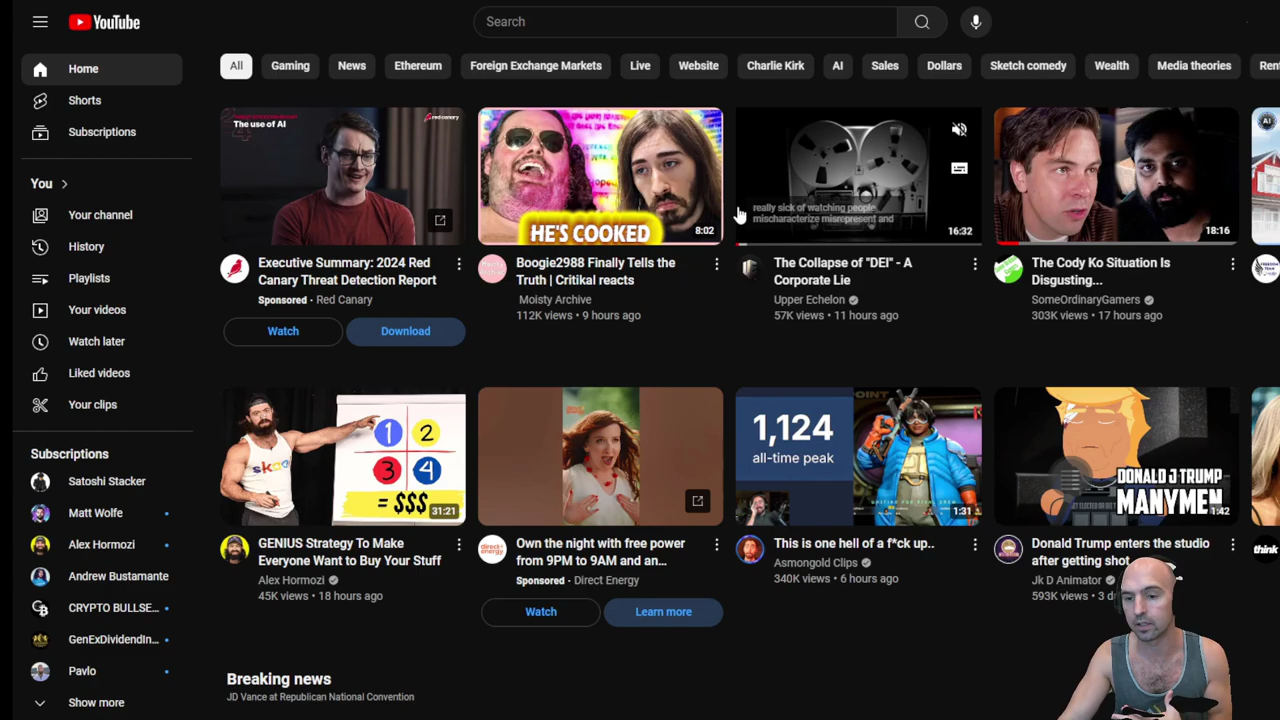 YouTube
Search
All
Gaming
News
Ethereum
Foreign Exchange Markets
Live
Website
Charlie Kirk
AI
Sales
Dollars
Sketch comedy
Wealth
Media theories
Home
Shorts
Subscriptions
You
Your channel
History
Playlists
Your videos
Watch later
Liked videos
Your clips
Subscriptions
Satoshi Stacker
Matt Wolfe
Alex Hormozi
Andrew Bustamante
CRYPTO BULLSE...
GenExDividendIn...
Pavlo
Show more
The use of AI
red canary
Executive Summary: 2024 Red
Canary Threat Detection Report
Sponsored • Red Canary
Watch
Download
HE'S COOKED
8:02
Boogie2988 Finally Tells the
Truth | Critikal reacts
Moisty Archive
112K views • 9 hours ago
really sick of watching people
mischaracterize misrepresent and
16:32
The Collapse of "DEI" - A
Corporate Lie
Upper Echelon
57K views • 11 hours ago
18:16
The Cody Ko Situation Is
Disgusting...
SomeOrdinaryGamers
303K views • 17 hours ago
AI
1
2
3
4
skool
= $$$
31:21
GENIUS Strategy To Make
Everyone Want to Buy Your Stuff
Alex Hormozi
45K views • 18 hours ago
Own the night with free power
from 9PM to 9AM and an...
Sponsored • Direct Energy
Watch
Learn more
1,124
all-time peak
POINT
1:31
This is one hell of a f*ck up..
Asmongold Clips
340K views • 6 hours ago
DONALD J TRUMP
MANYMEN
1:42
Donald Trump enters the studio
after getting shot
Jk D Animator
593K views • 3 d
think
Breaking news
JD Vance at Republican National Convention